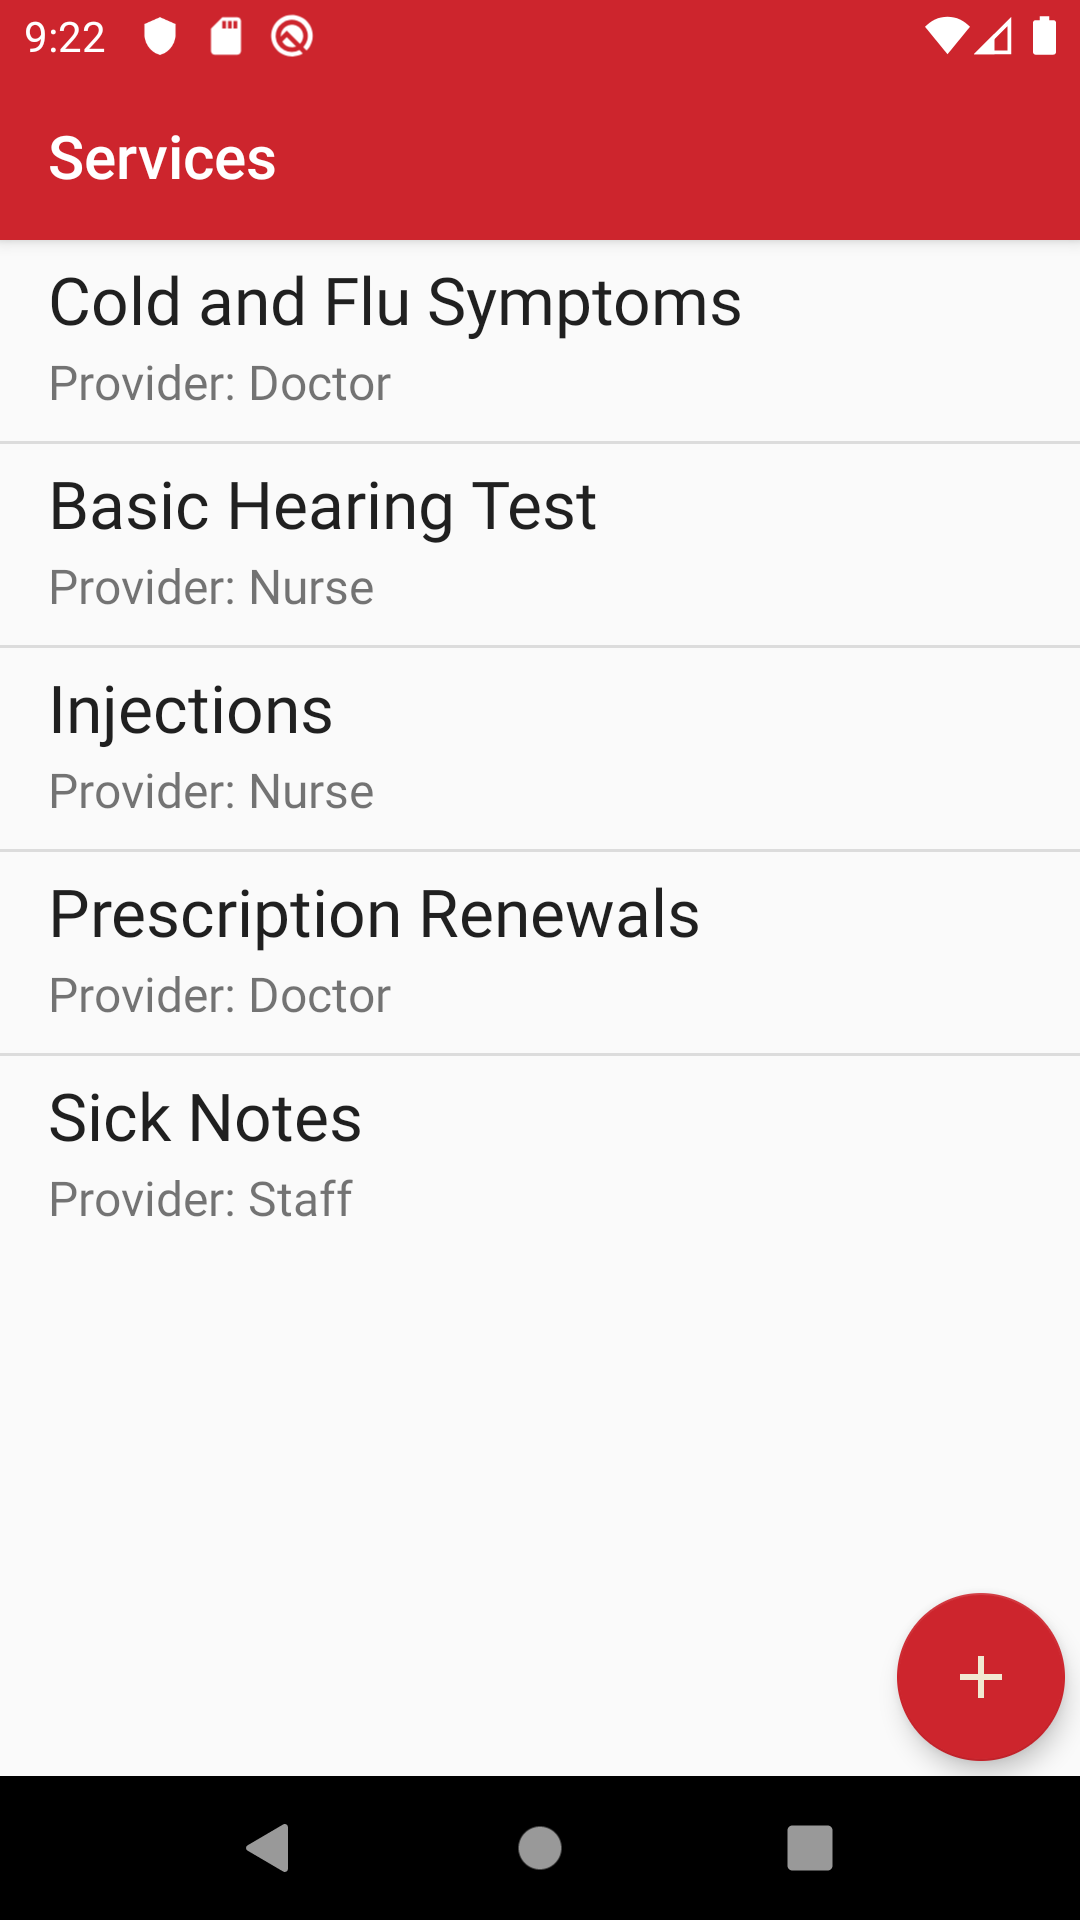 9:22
Services
Cold and Flu Symptoms
Provider: Doctor
Basic Hearing Test
Provider: Nurse
Injections
Provider: Nurse
Prescription Renewals
Provider: Doctor
Sick Notes
Provider: Staff